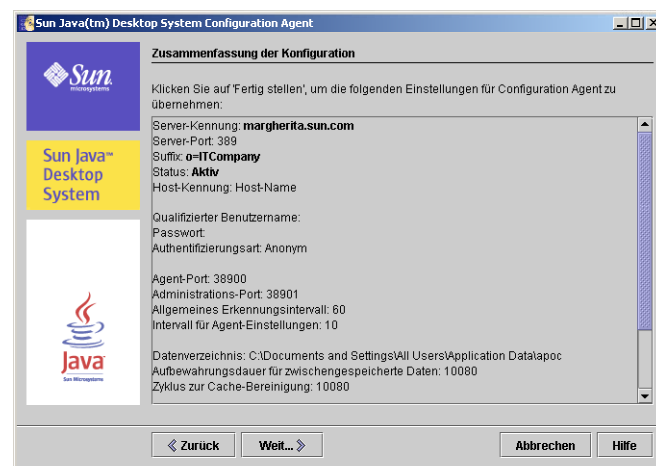 Sun Java(tm) Desktop System Configuration Agent
Sun
microsystems
Sun Java™
Desktop
System
Java
Sun Microsystems
Zusammenfassung der Konfiguration
Klicken Sie auf 'Fertig stellen', um die folgenden Einstellungen für Configuration Agent zu
übernehmen:
Server-Kennung: margherita.sun.com
Server-Port: 389
Suffix: o=ITCompany
Status: Aktiv
Host-Kennung: Host-Name
Qualifizierter Benutzername:
Passwort:
Authentifizierungsart: Anonym
Agent-Port: 38900
Administrations-Port: 38901
Allgemeines Erkennungsintervall: 60
Intervall für Agent-Einstellungen: 10
Datenverzeichnis: C:\Documents and Settings\All Users\Application Data\apoc
Aufbewahrungsdauer für zwischengespeicherte Daten: 10080
Zyklus zur Cache-Bereinigung: 10080
Zurück
Weit...
Abbrechen
Hilfe